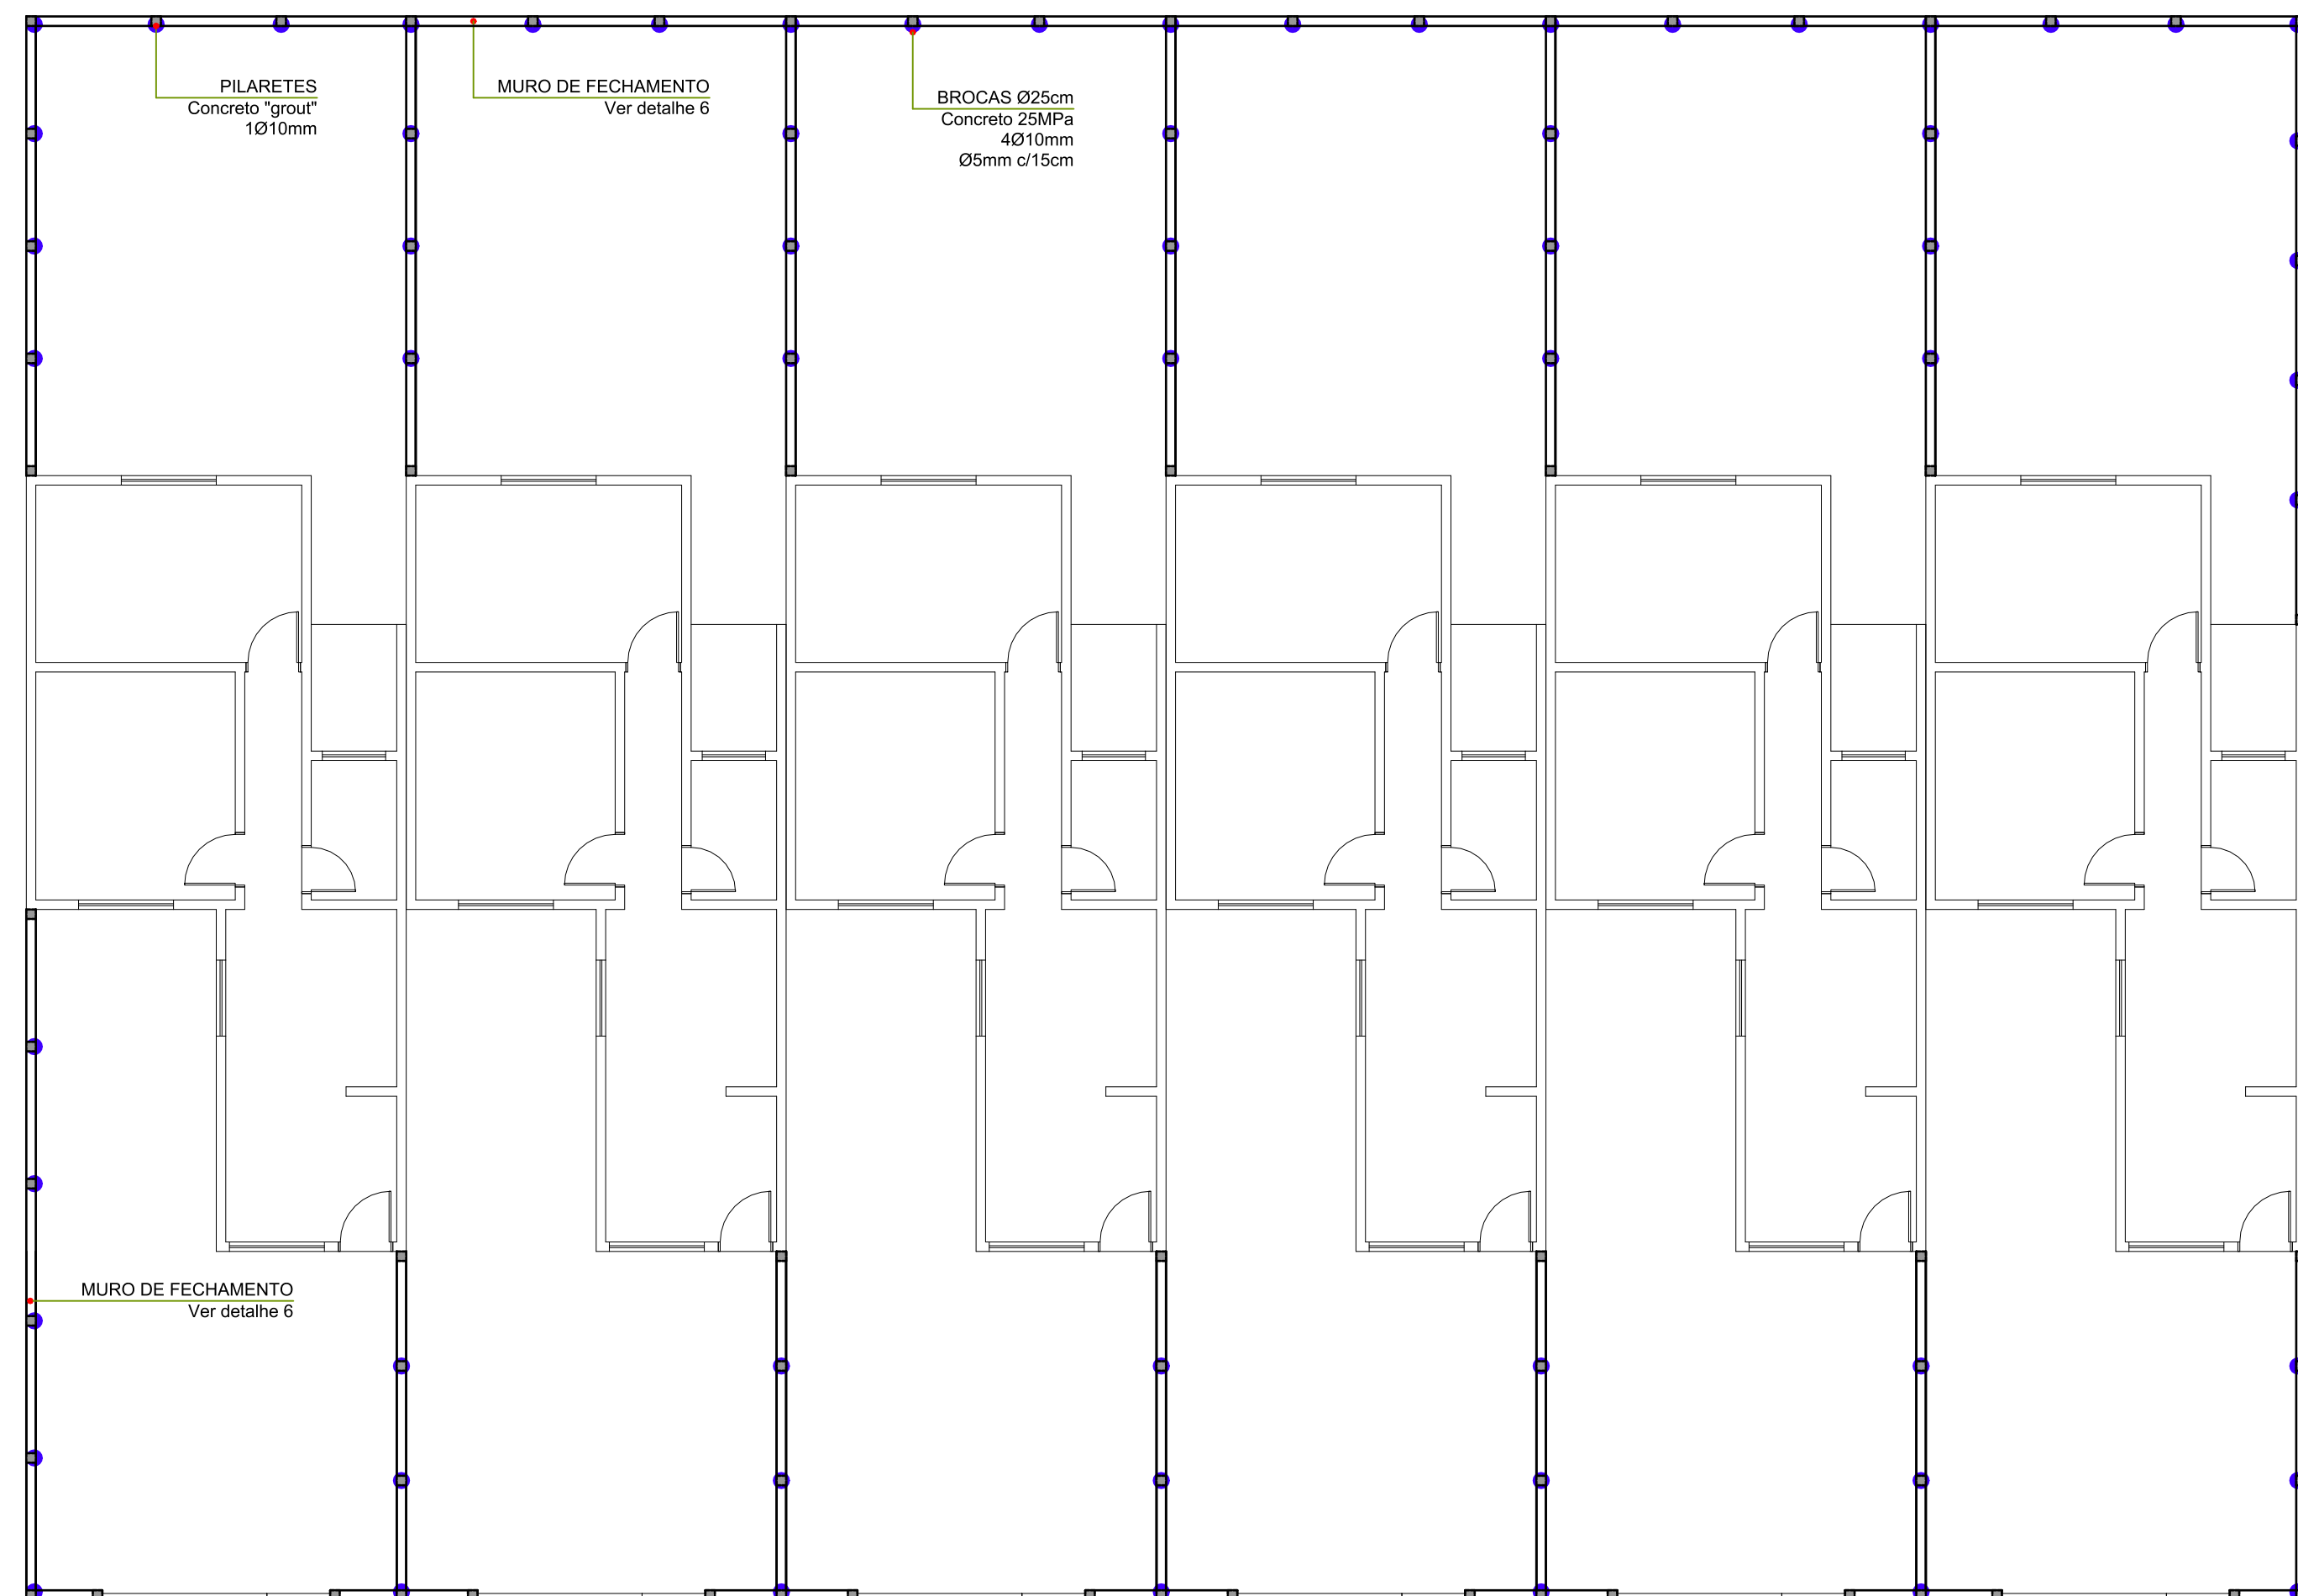 PILARETES
Concreto "grout"
1Ø10mm
MURO DE FECHAMENTO
Ver detalhe 6
BROCAS Ø25cm
Concreto 25MPa
4Ø10mm
Ø5mm c/15cm
MURO DE FECHAMENTO
Ver detalhe 6